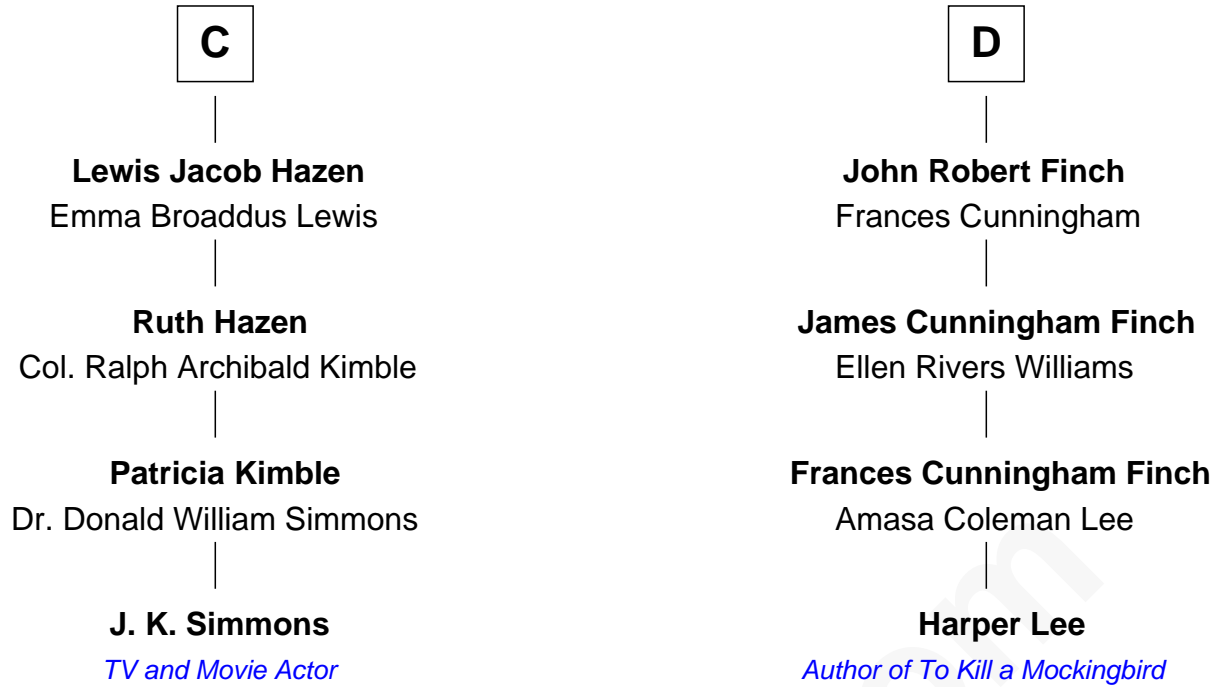 C
Lewis Jacob Hazen
Emma Broaddus Lewis
Ruth Hazen
Col. Ralph Archibald Kimble
Patricia Kimble
Dr. Donald William Simmons
J. K. Simmons
TV and Movie Actor
D
John Robert Finch
Frances Cunningham
James Cunningham Finch
Ellen Rivers Williams
Frances Cunningham Finch
Amasa Coleman Lee
Harper Lee
Author of To Kill a Mockingbird